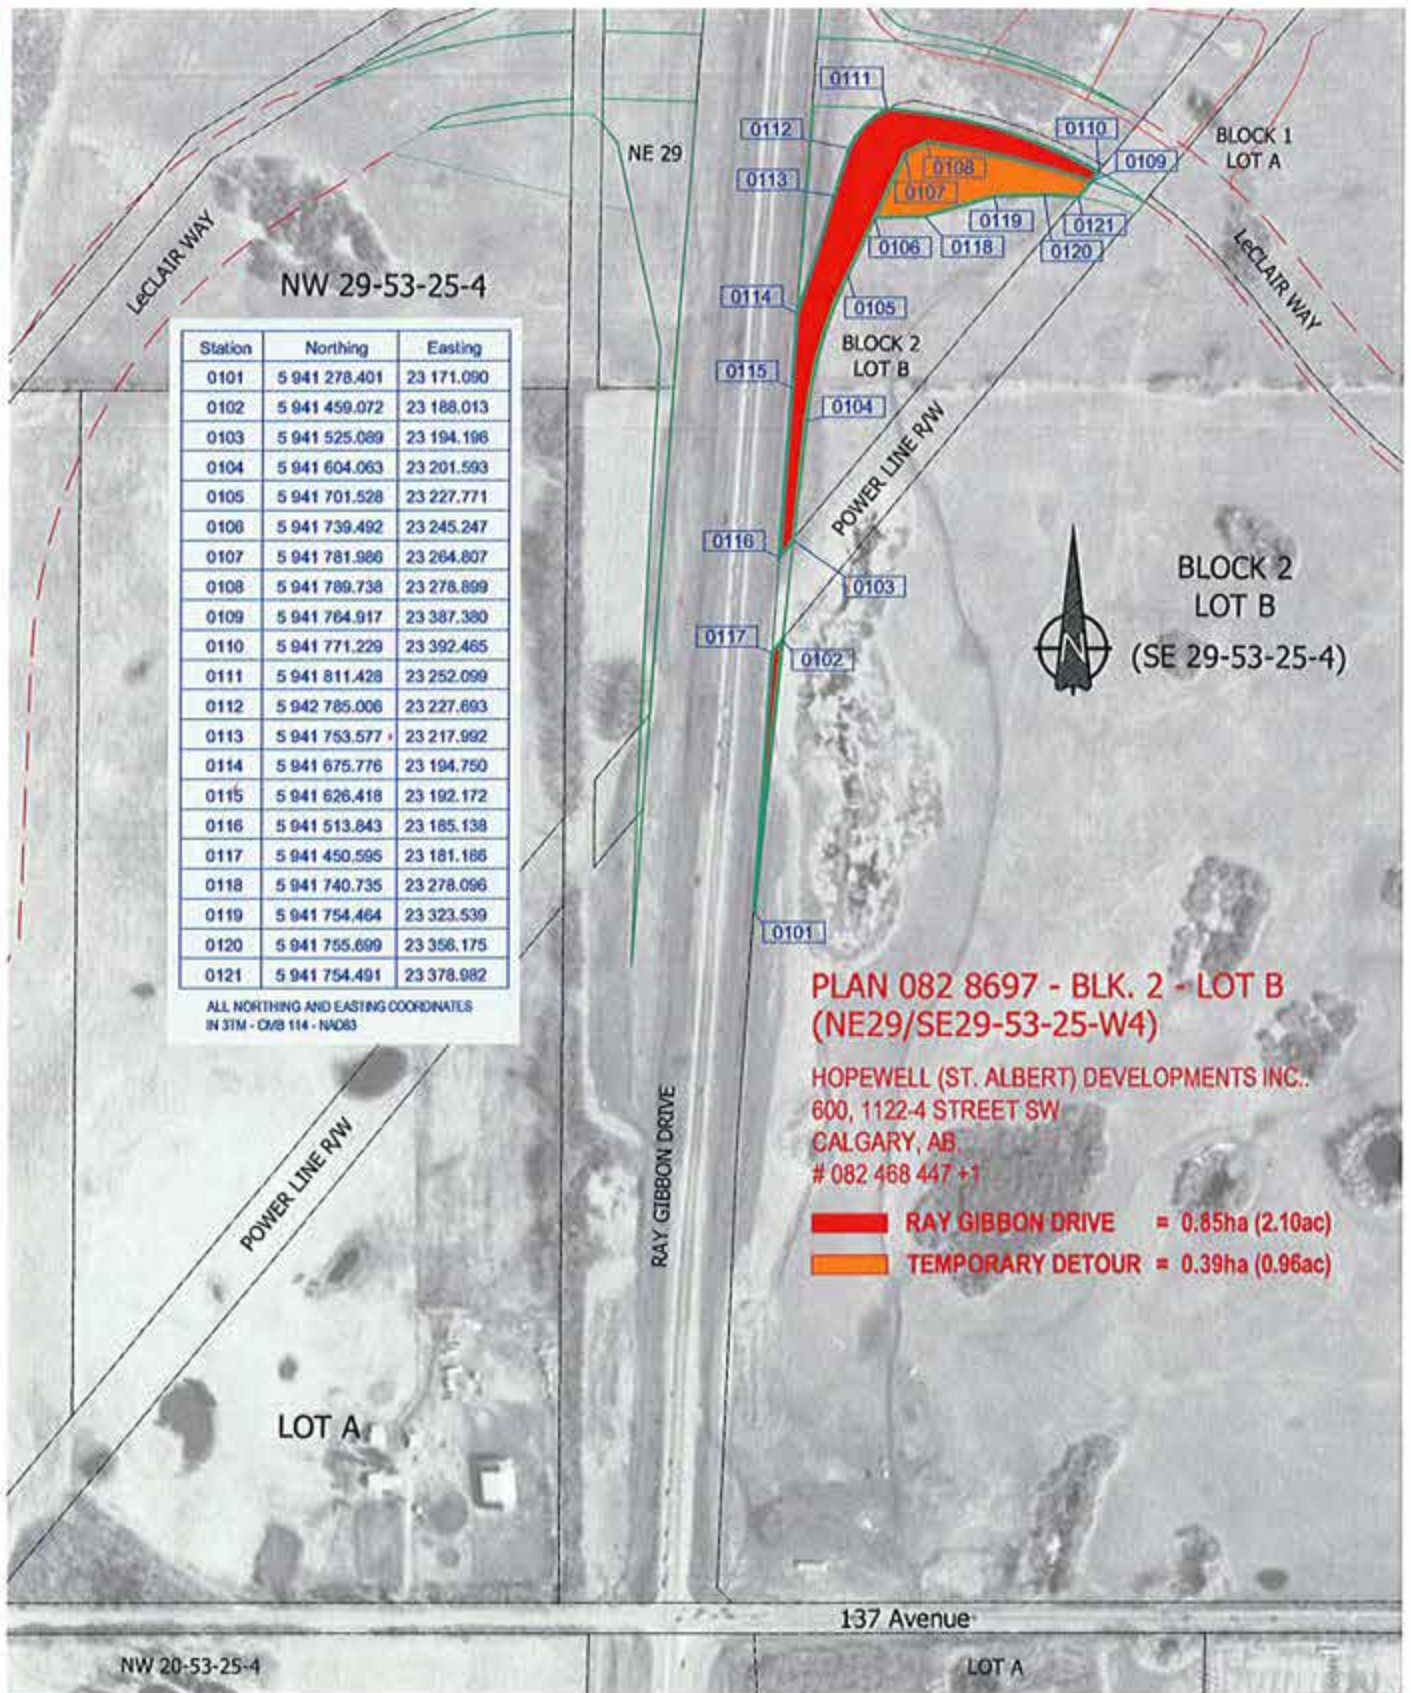 0111
0112
0110
BLOCK 1
LOT A
NE 29
0109
0113
0108
0107
0119
0121
0106
0118
0120
LeCLAIR WAY
LeCLAIR WAY
NW 29-53-25-4
0114
0105
BLOCK 2
LOT B
0115
0104
POWER LINE R/W
0116
0103
BLOCK 2
LOT B
(SE 29-53-25-4)
N
0117
0102
0101
Station Northing Easting
0101 5 941 278.401 23 171.090
0102 5 941 459.072 23 188.013
0103 5 941 525.089 23 194.196
0104 5 941 604.063 23 201.593
0105 5 941 701.528 23 227.771
0106 5 941 739.492 23 245.247
0107 5 941 781.986 23 264.807
0108 5 941 789.738 23 278.899
0109 5 941 764.917 23 387.380
0110 5 941 771.229 23 392.465
0111 5 941 811.428 23 252.099
0112 5 942 785.006 23 227.693
0113 5 941 753.577 23 217.992
0114 5 941 675.776 23 194.750
0115 5 941 626.418 23 192.172
0116 5 941 513.843 23 185.138
0117 5 941 450.595 23 181.186
0118 5 941 740.735 23 278.096
0119 5 941 754.464 23 323.539
0120 5 941 755.699 23 356.175
0121 5 941 754.491 23 378.982
ALL NORTHING AND EASTING COORDINATES
IN 3TM - CMB 114 - NAD83
PLAN 082 8697 - BLK. 2 - LOT B
(NE29/SE29-53-25-W4)
HOPEWELL (ST. ALBERT) DEVELOPMENTS INC..
600, 1122-4 STREET SW
CALGARY, AB.
# 082 468 447 +1
RAY GIBBON DRIVE = 0.85ha (2.10ac)
TEMPORARY DETOUR = 0.39ha (0.96ac)
RAY GIBBON DRIVE
POWER LINE R/W
LOT A
137 Avenue
NW 20-53-25-4
LOT A